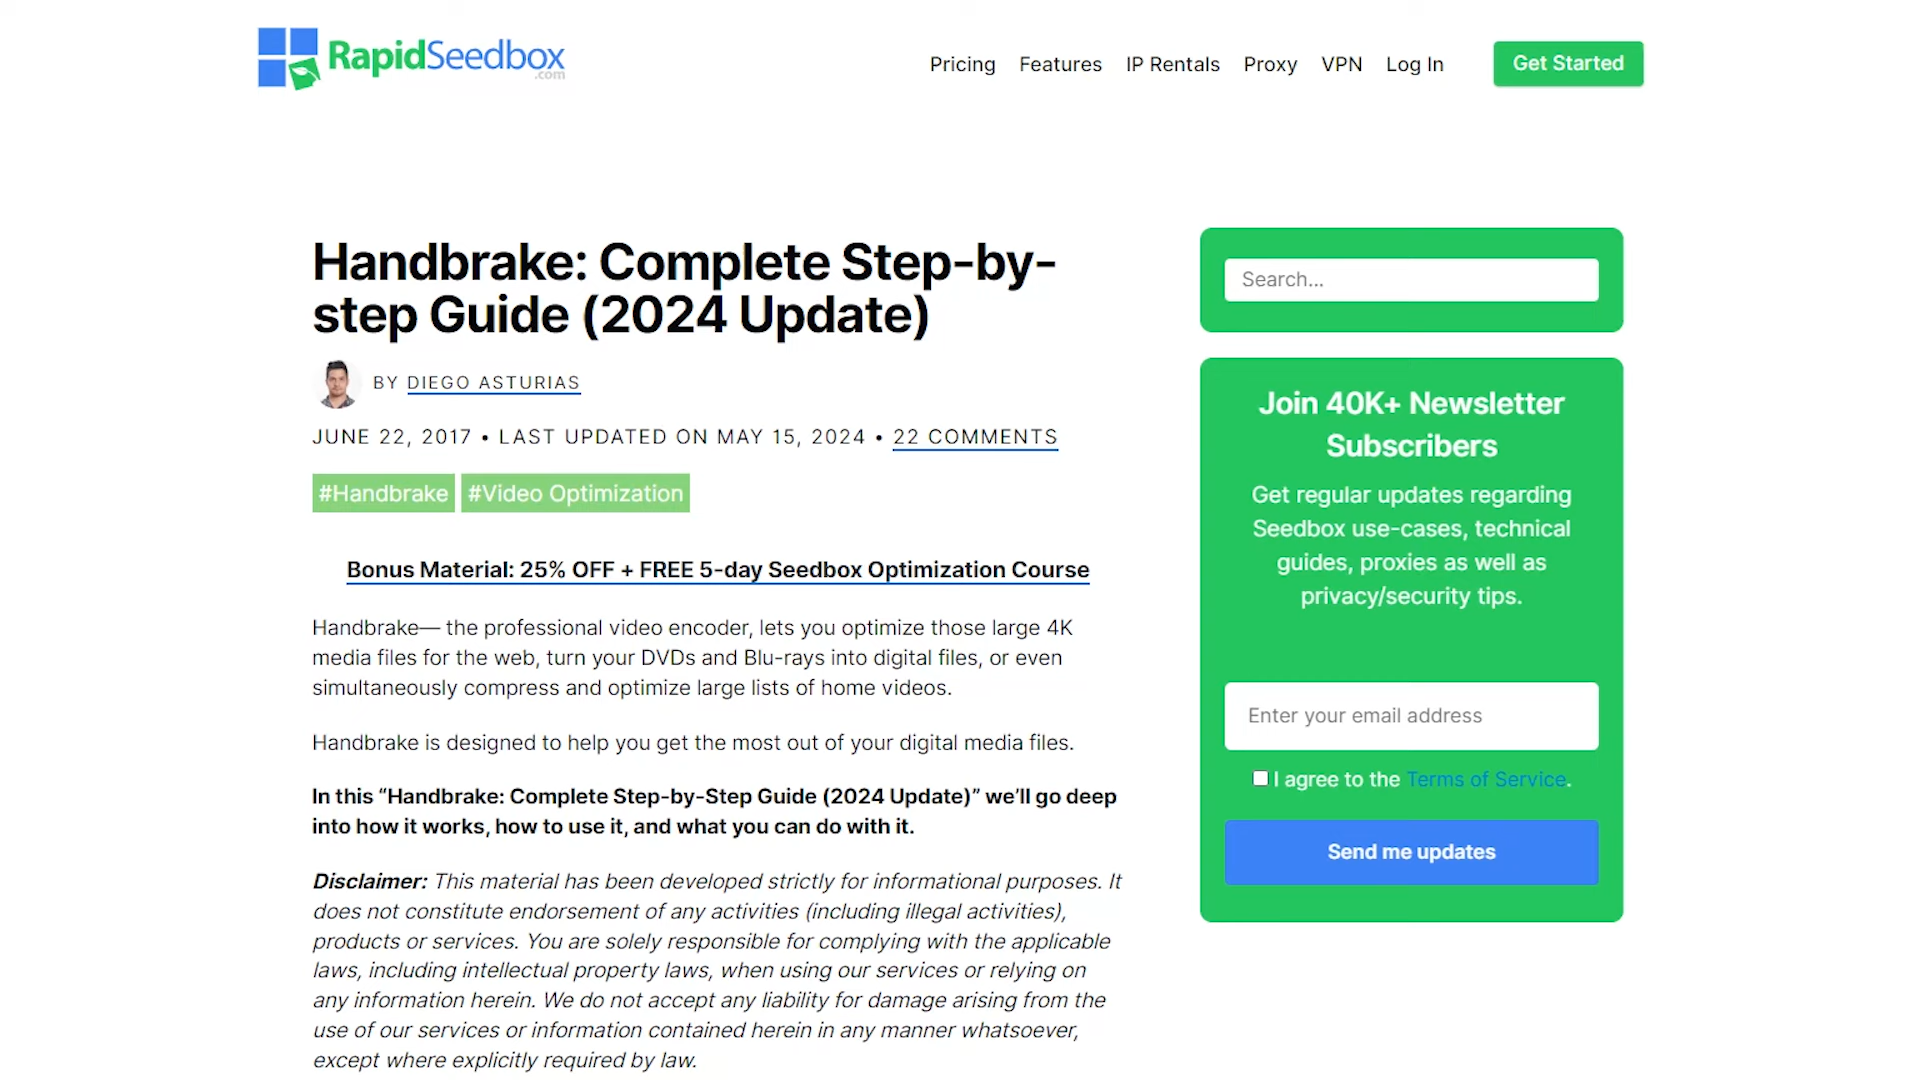 RapidSeedbox
.com
Pricing Features IP Rentals Proxy VPN Log In Get Started
Handbrake: Complete Step-by-
step Guide (2024 Update)
BY DIEGO ASTURIAS
JUNE 22, 2017 • LAST UPDATED ON MAY 15, 2024 • 22 COMMENTS
#Handbrake #Video Optimization
Bonus Material: 25% OFF + FREE 5-day Seedbox Optimization Course
Handbrake— the professional video encoder, lets you optimize those large 4K
media files for the web, turn your DVDs and Blu-rays into digital files, or even
simultaneously compress and optimize large lists of home videos.
Handbrake is designed to help you get the most out of your digital media files.
In this “Handbrake: Complete Step-by-Step Guide (2024 Update)” we’ll go deep
into how it works, how to use it, and what you can do with it.
Disclaimer: This material has been developed strictly for informational purposes. It
does not constitute endorsement of any activities (including illegal activities),
products or services. You are solely responsible for complying with the applicable
laws, including intellectual property laws, when using our services or relying on
any information herein. We do not accept any liability for damage arising from the
use of our services or information contained herein in any manner whatsoever,
except where explicitly required by law.
Search...
Join 40K+ Newsletter
Subscribers
Get regular updates regarding
Seedbox use-cases, technical
guides, proxies as well as
privacy/security tips.
Enter your email address
I agree to the Terms of Service.
Send me updates